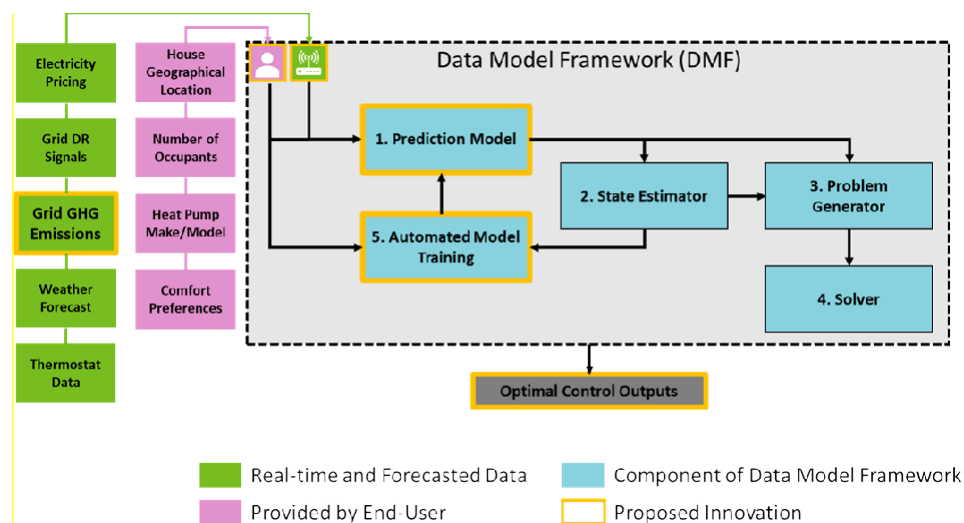 Data Model Framework (DMF)
Electricity
Pricing
Grid DR
Signals
Grid GHG
Emissions
Weather
Forecast
Thermostat
Data
House
Geographical
Location
Number of
Occupants
Heat Pump
Make/Model
Comfort
Preferences
1. Prediction Model
2. State Estimator
3. Problem
Generator
5. Automated Model
Training
4. Solver
Optimal Control Outputs
Real-time and Forecasted Data
Component of Data Model Framework
Provided by End-User
Proposed Innovation